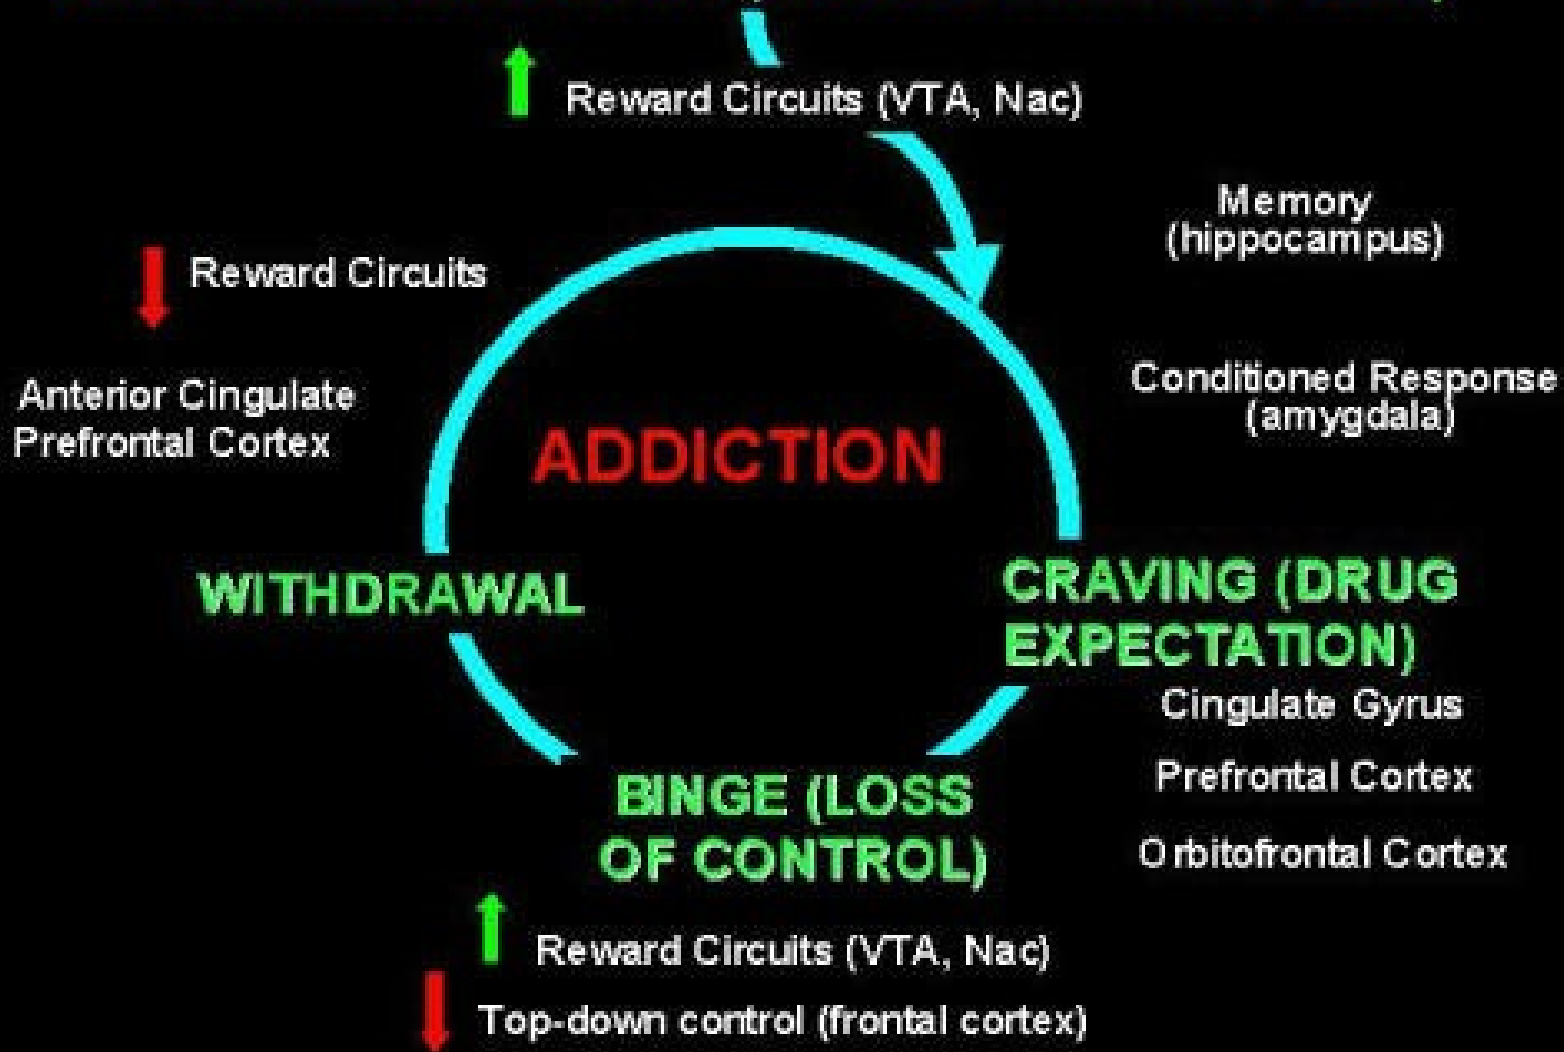 Reward Circuits (VTA, Nac)
Memory
(hippocampus)
Reward Circuits
Conditioned Response
(amygdala)
Anterior Cingulate
Prefrontal Cortex
ADDICTION
WITHDRAWAL
CRAVING (DRUG
EXPECTATION)
Cingulate Gyrus
Prefrontal Cortex
Orbitofrontal Cortex
BINGE (LOSS
OF CONTROL)
Reward Circuits (VTA, Nac)
Top-down control (frontal cortex)